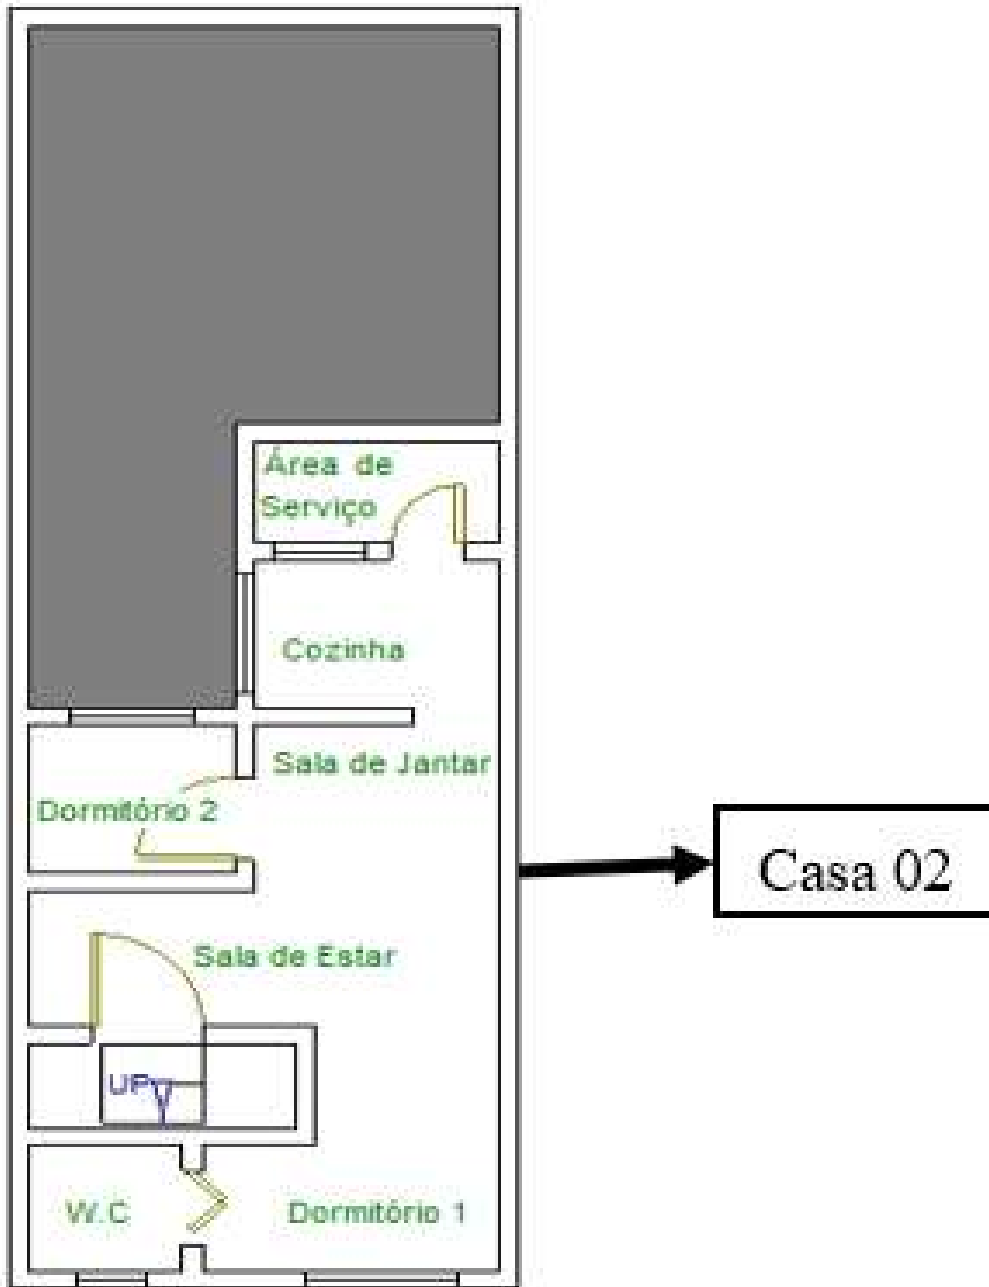 Área de
Serviço
Cozinha
Sala de Jantar
Dormitório 2
Casa 02
Sala de Estar
UP
W.C
Dormitório 1